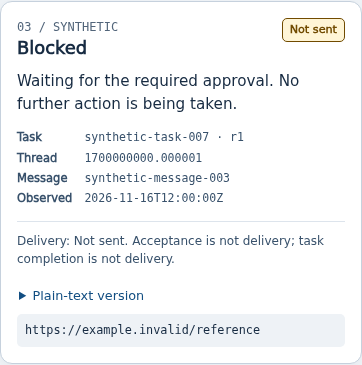 03 / SYNTHETIC
Not sent
Blocked
Waiting for the required approval. No
further action is being taken.
Task synthetic-task-007 · r1
Thread 1700000000.000001
Message synthetic-message-003
Observed 2026-11-16T12:00:00Z
Delivery: Not sent. Acceptance is not delivery; task
completion is not delivery.
▶ Plain-text version
https://example.invalid/reference